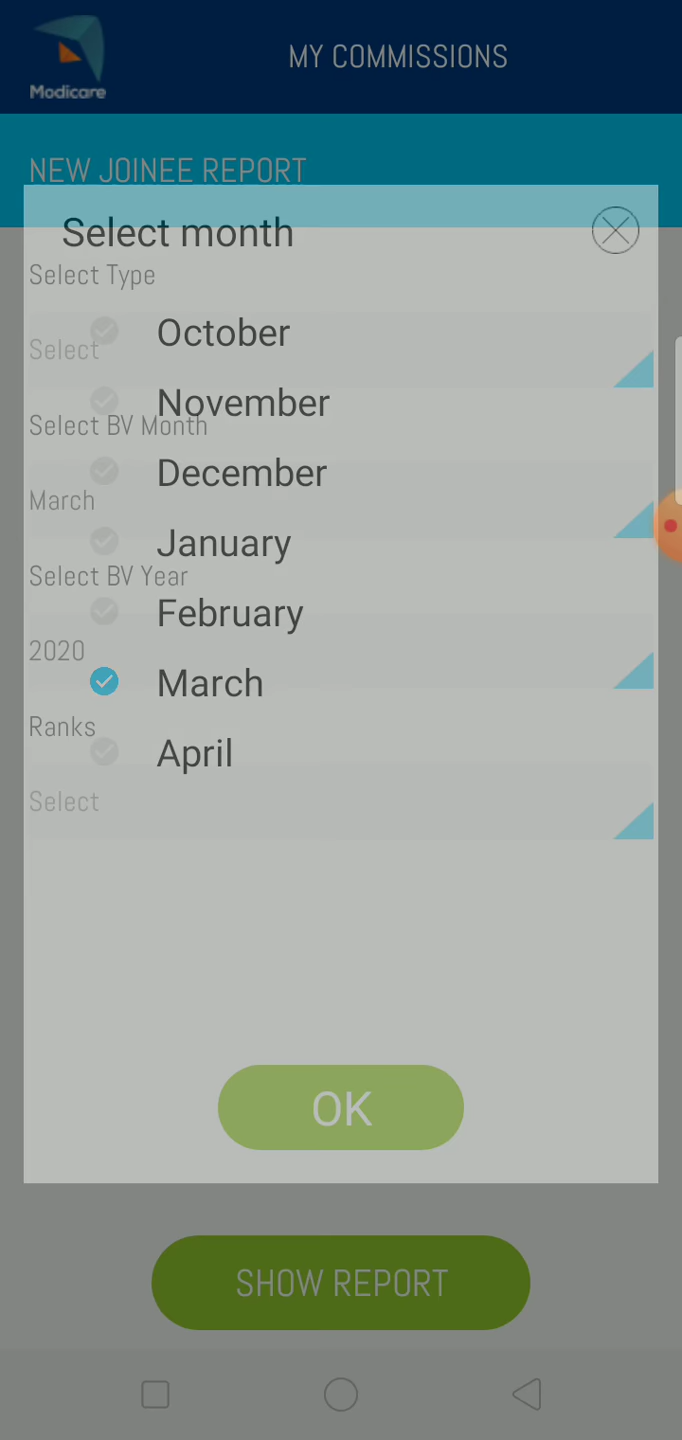 Modicare
MY COMMISSIONS
NEW JOINEE REPORT
Select month
Select Type
October
Select
November
Select BV Month
December
March
January
Select BV Year
February
2020
March
Ranks
April
Select
OK
SHOW REPORT